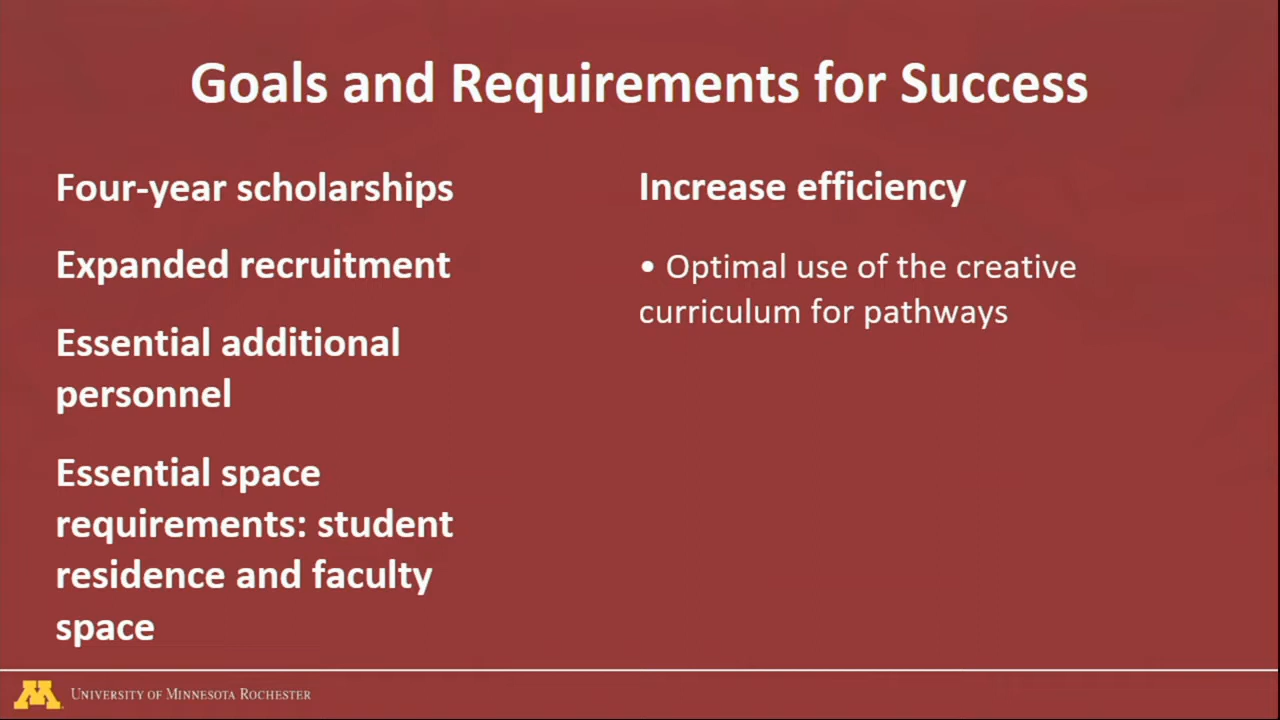 Goals and Requirements for Success
Four-year scholarships
Expanded recruitment
Essential additional
personnel
Essential space
requirements: student
residence and faculty
space
Increase efficiency
• Optimal use of the creative
curriculum for pathways
M
University of Minnesota Rochester